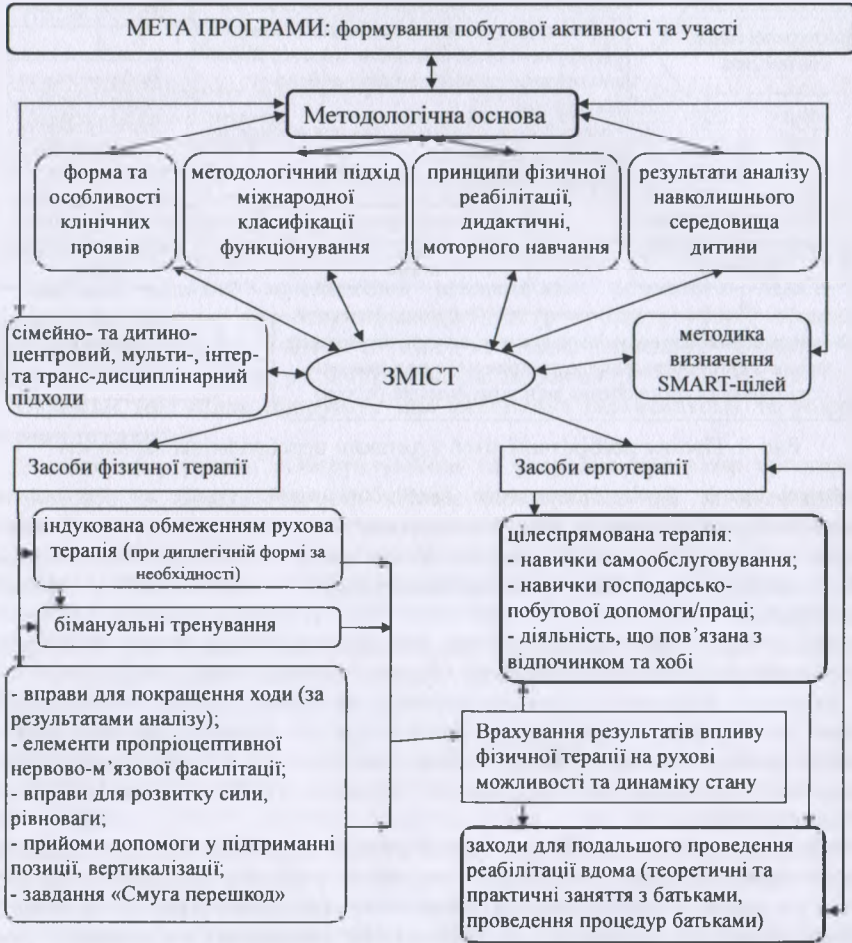 МЕТА ПРОГРАМИ: формування побутової активності та участі
Методологічна основа
форма та
особливості
клінічних
проявів
методологічний підхід
міжнародної
класифікації
функціонування
принципи фізичної
реабілітації,
дидактичні,
моторного навчання
результати аналізу
навколишнього
середовища
дитини
сімейно- та дитино-
центровий, мульти-, інтер-
та транс-дисциплінарний
підходи
ЗМІСТ
методика
визначення
SMART-цілей
Засоби фізичної терапії
Засоби ерготерапії
індукована обмеженням рухова
терапія (при диплегічній формі за
необхідності)
бімануальні тренування
- вправи для покращення ходи (за
результатами аналізу);
- елементи пропріоцептивної
нервово-м’язової фасилітації;
- вправи для розвитку сили,
рівноваги;
- прийоми допомоги у підтриманні
позиції, вертикалізації;
- завдання «Смуга перешкод»
цілеспрямована терапія:
- навички самообслуговування;
- навички господарсько-
побутової допомоги/праці;
- діяльність, що пов’язана з
відпочинком та хобі
Врахування результатів впливу
фізичної терапії на рухові
можливості та динаміку стану
заходи для подальшого проведення
реабілітації вдома (теоретичні та
практичні заняття з батьками,
проведення процедур батьками)